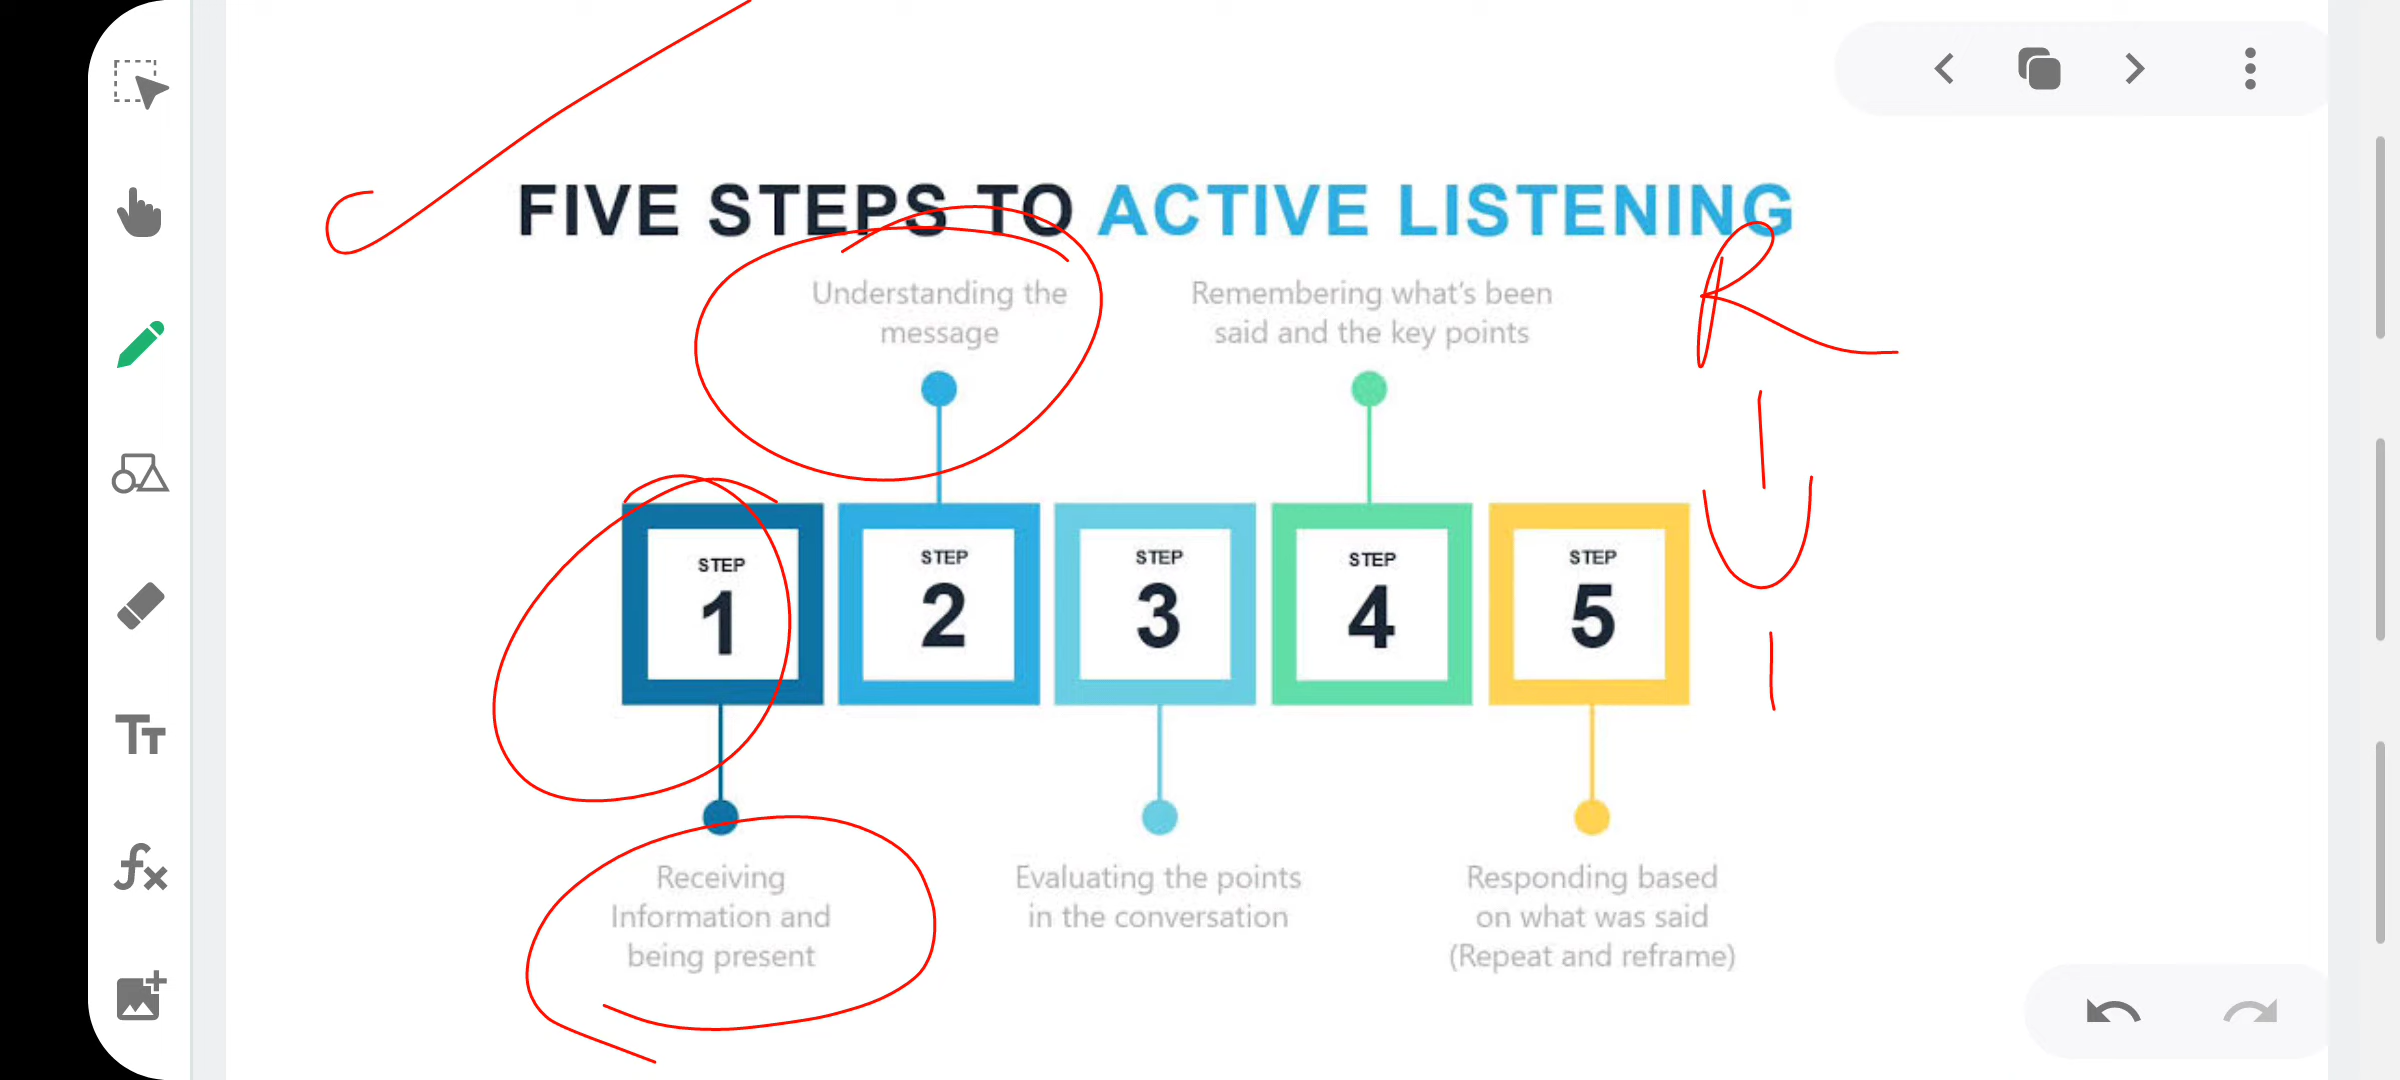 FIVE STEPS TO ACTIVE LISTENING
Understanding the
message
Remembering what's been
said and the key points
R
U
STEP
1
STEP
2
STEP
3
STEP
4
STEP
5
Receiving
Information and
being present
Evaluating the points
in the conversation
Responding based
on what was said
(Repeat and reframe)